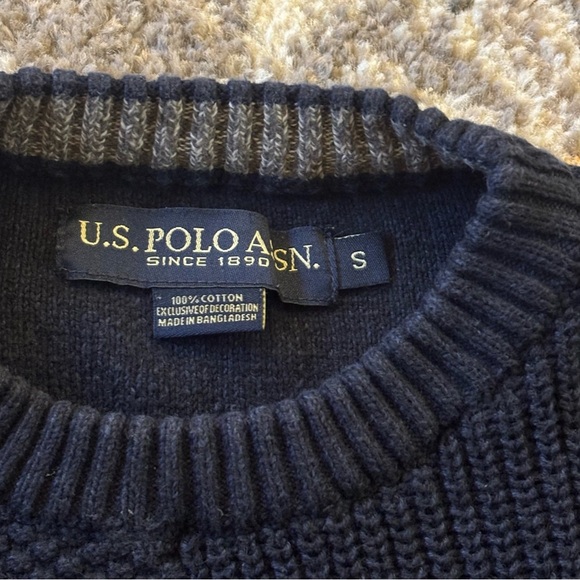 U.S. POLO ASSN. S
SINCE 1890
100% COTTON
EXCLUSIVE OF DECORATION
MADE IN BANGLADESH